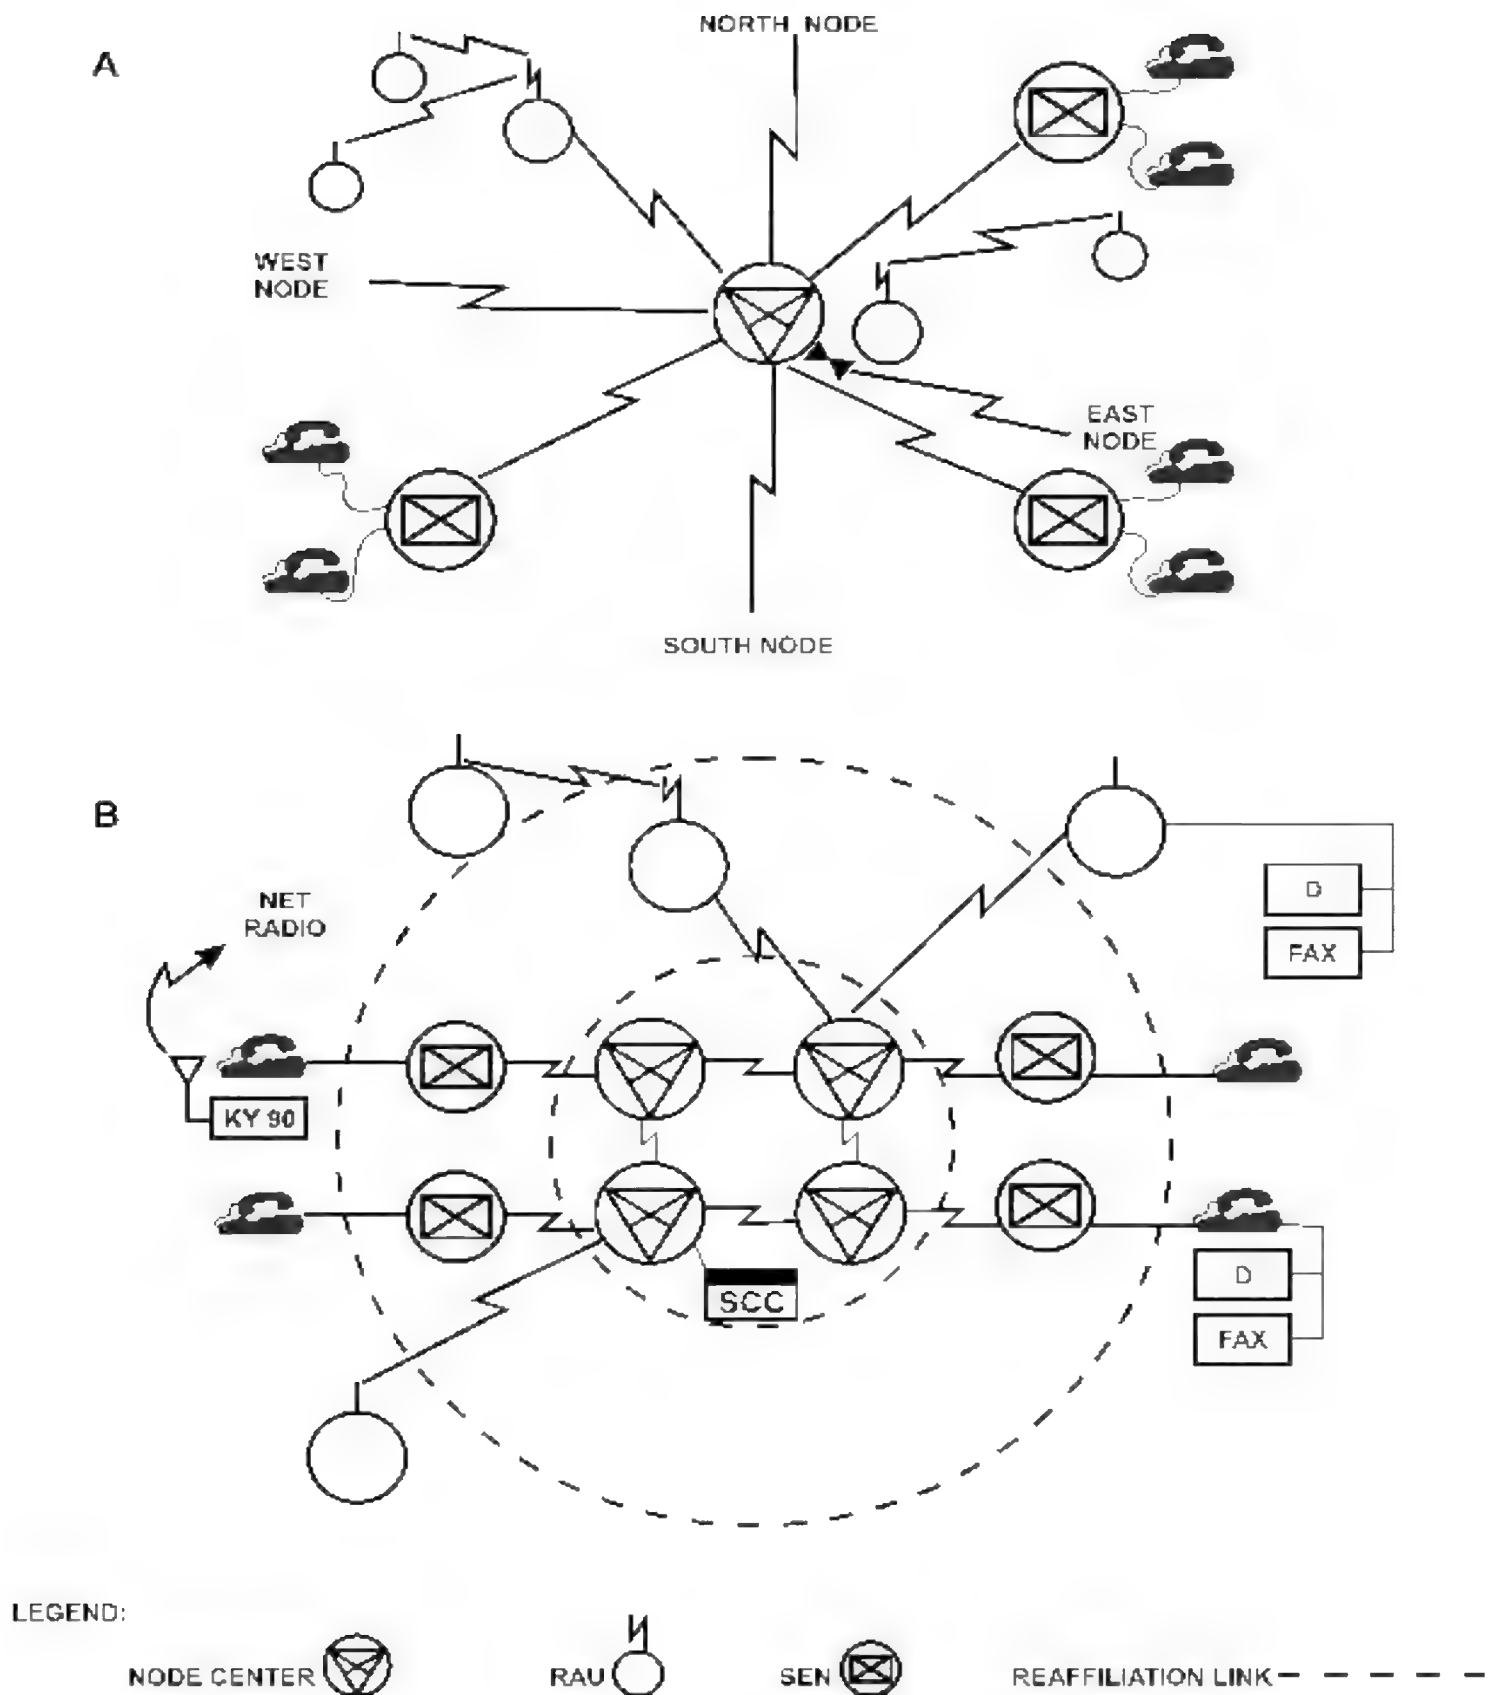 A
NORTH NODE
WEST
NODE
EAST
NODE
SOUTH NODE
B
NET
RADIO
D
FAX
KY 90
SCC
D
FAX
LEGEND:
NODE CENTER
RAU
SEN
REAFFILIATION LINK